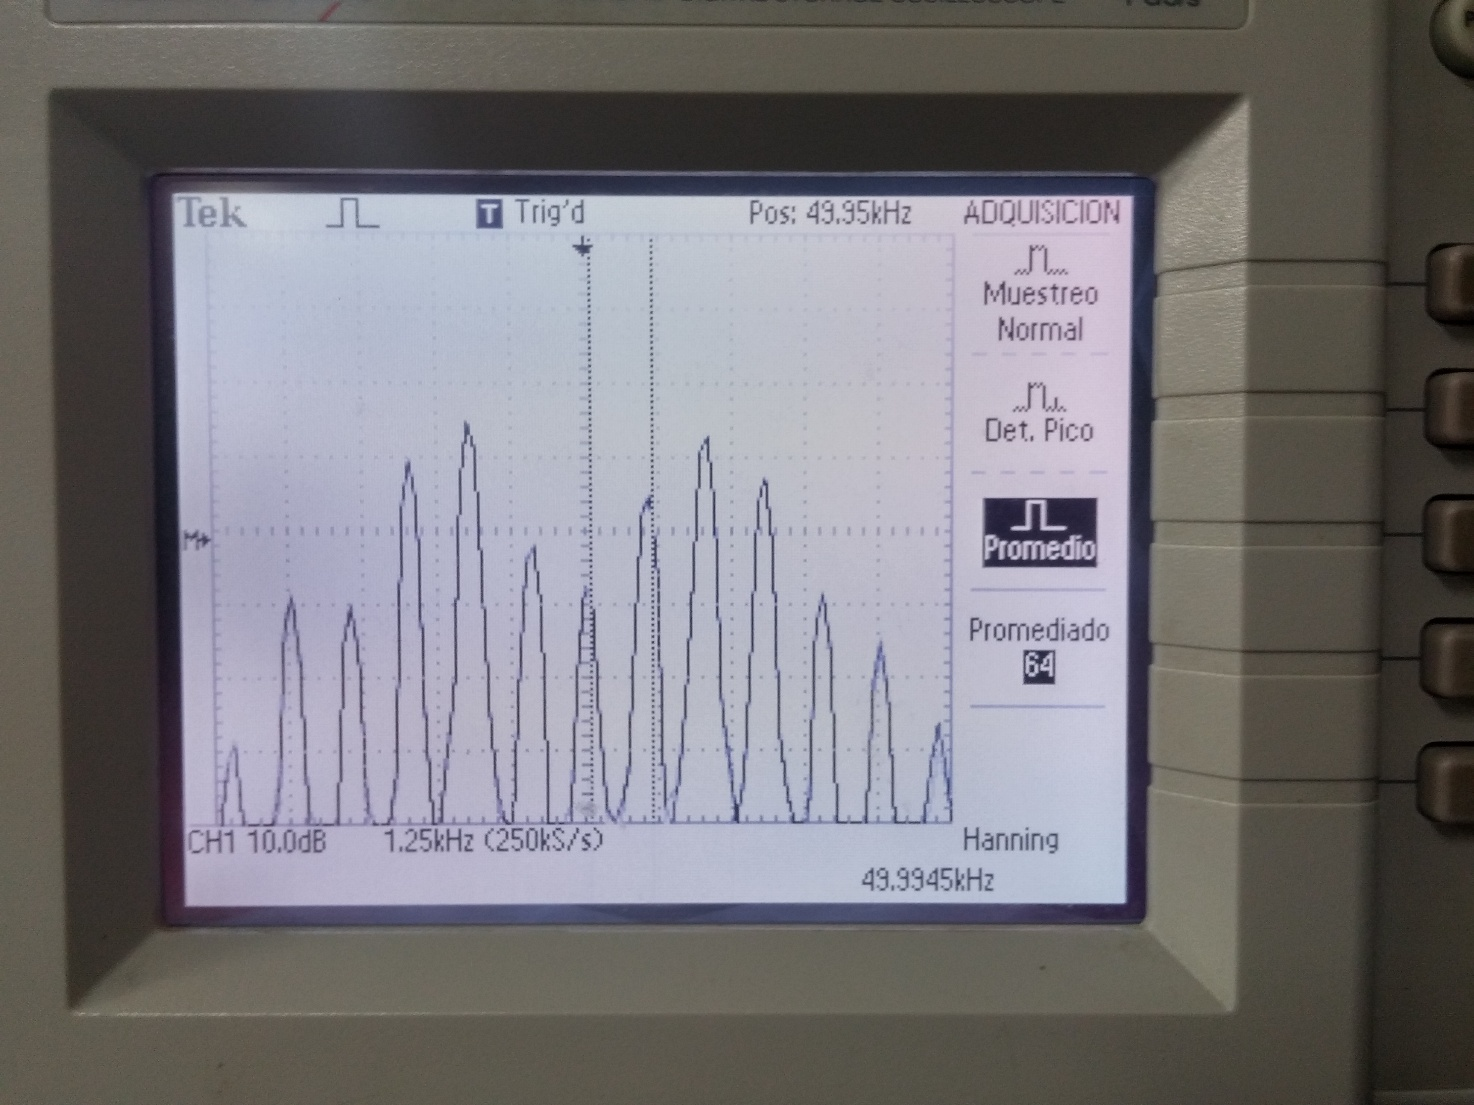 Tek T Trig'd Pos: 49.95kHz ADQUISICION
Muestreo
Normal
Det. Pico
M
Promedio
Promediado
64
CH1 10.0dB 1.25kHz (250kS/s) Hanning
49.9945kHz